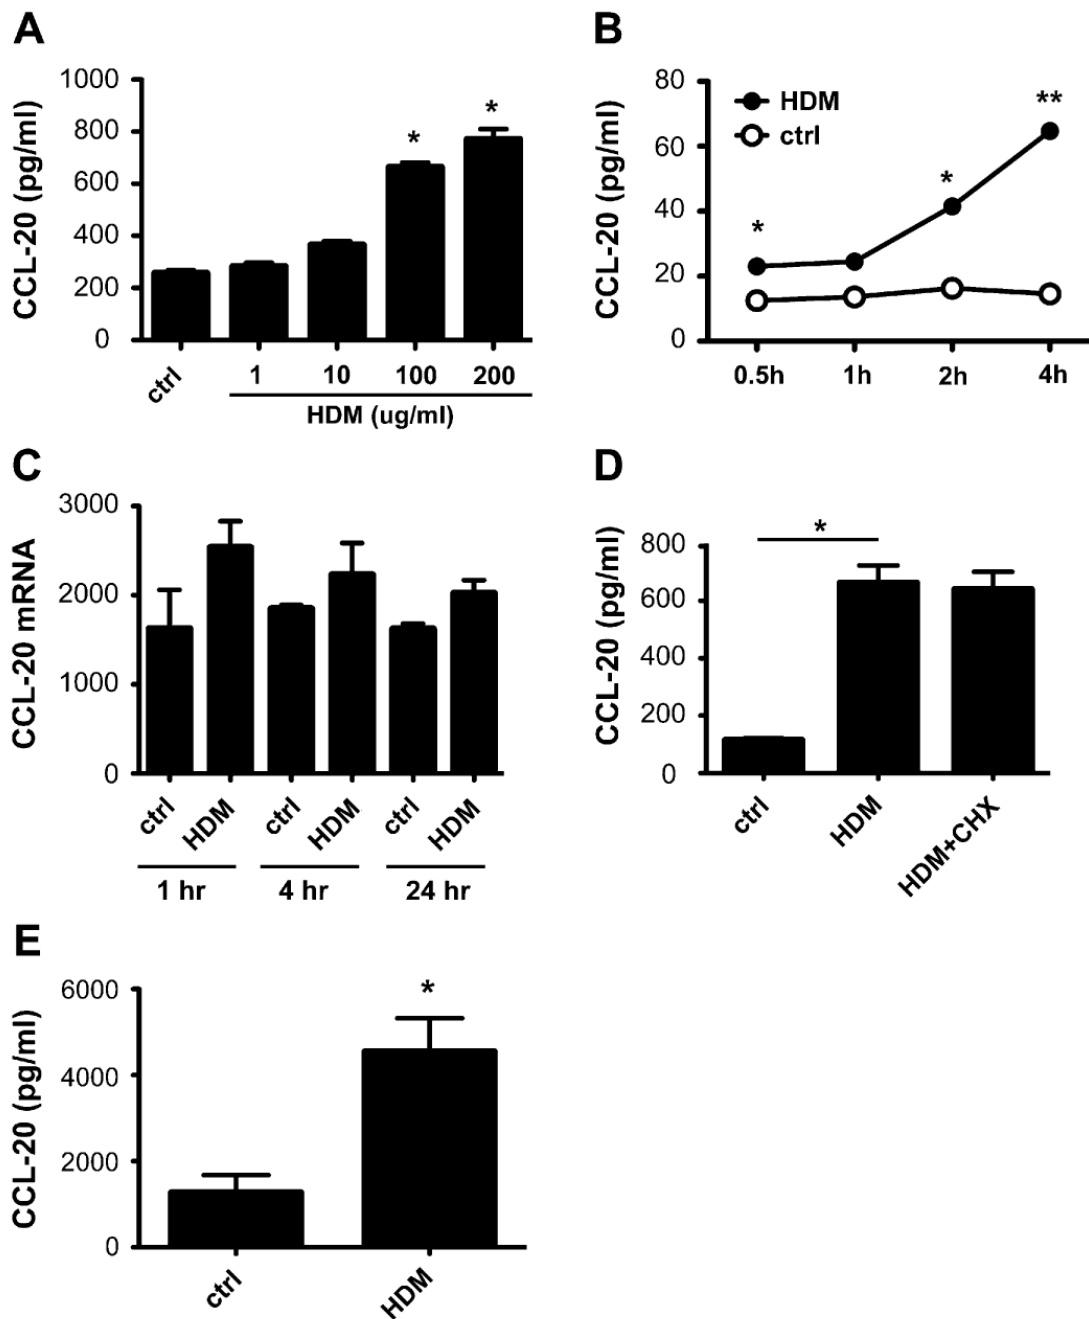 A
CCL-20 (pg/ml)
1000
800
600
400
200
0
*
*
ctrl
1
10
100
200
HDM (ug/ml)
B
CCL-20 (pg/ml)
80
60
40
20
0
HDM
ctrl
*
*
**
0.5h
1h
2h
4h
C
CCL-20 mRNA
3000
2000
1000
0
ctrl
HDM
ctrl
HDM
ctrl
HDM
1 hr
4 hr
24 hr
D
CCL-20 (pg/ml)
800
600
400
200
0
*
ctrl
HDM
HDM+CHX
E
CCL-20 (pg/ml)
6000
4000
2000
0
*
ctrl
HDM